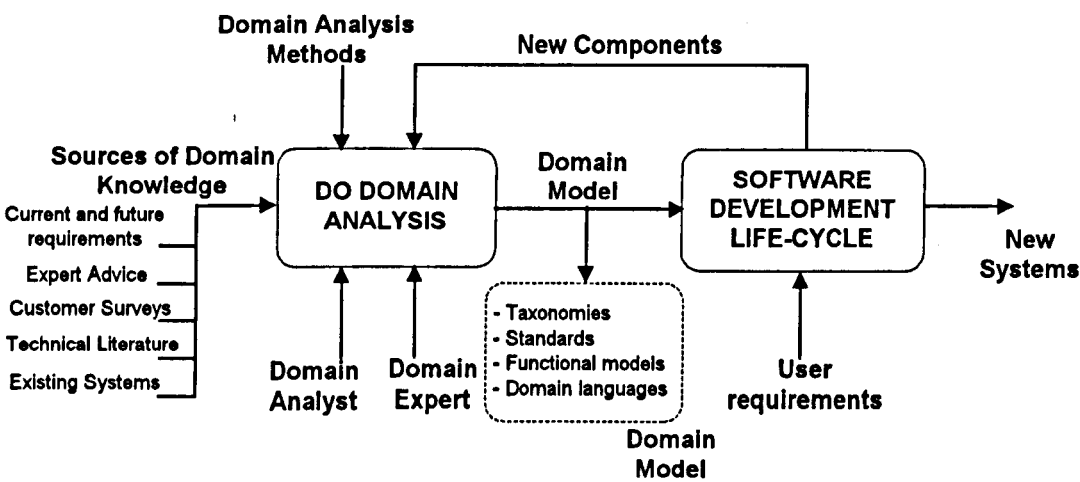 Domain Analysis
Methods
New Components
Sources of Domain
Knowledge
Current and future
requirements
Expert Advice
Customer Surveys
Technical Literature
Existing Systems
DO DOMAIN
ANALYSIS
Domain
Model
SOFTWARE
DEVELOPMENT
LIFE-CYCLE
New
Systems
Domain
Analyst
Domain
Expert
- Taxonomies
- Standards
- Functional models
- Domain languages
Domain
Model
User
requirements